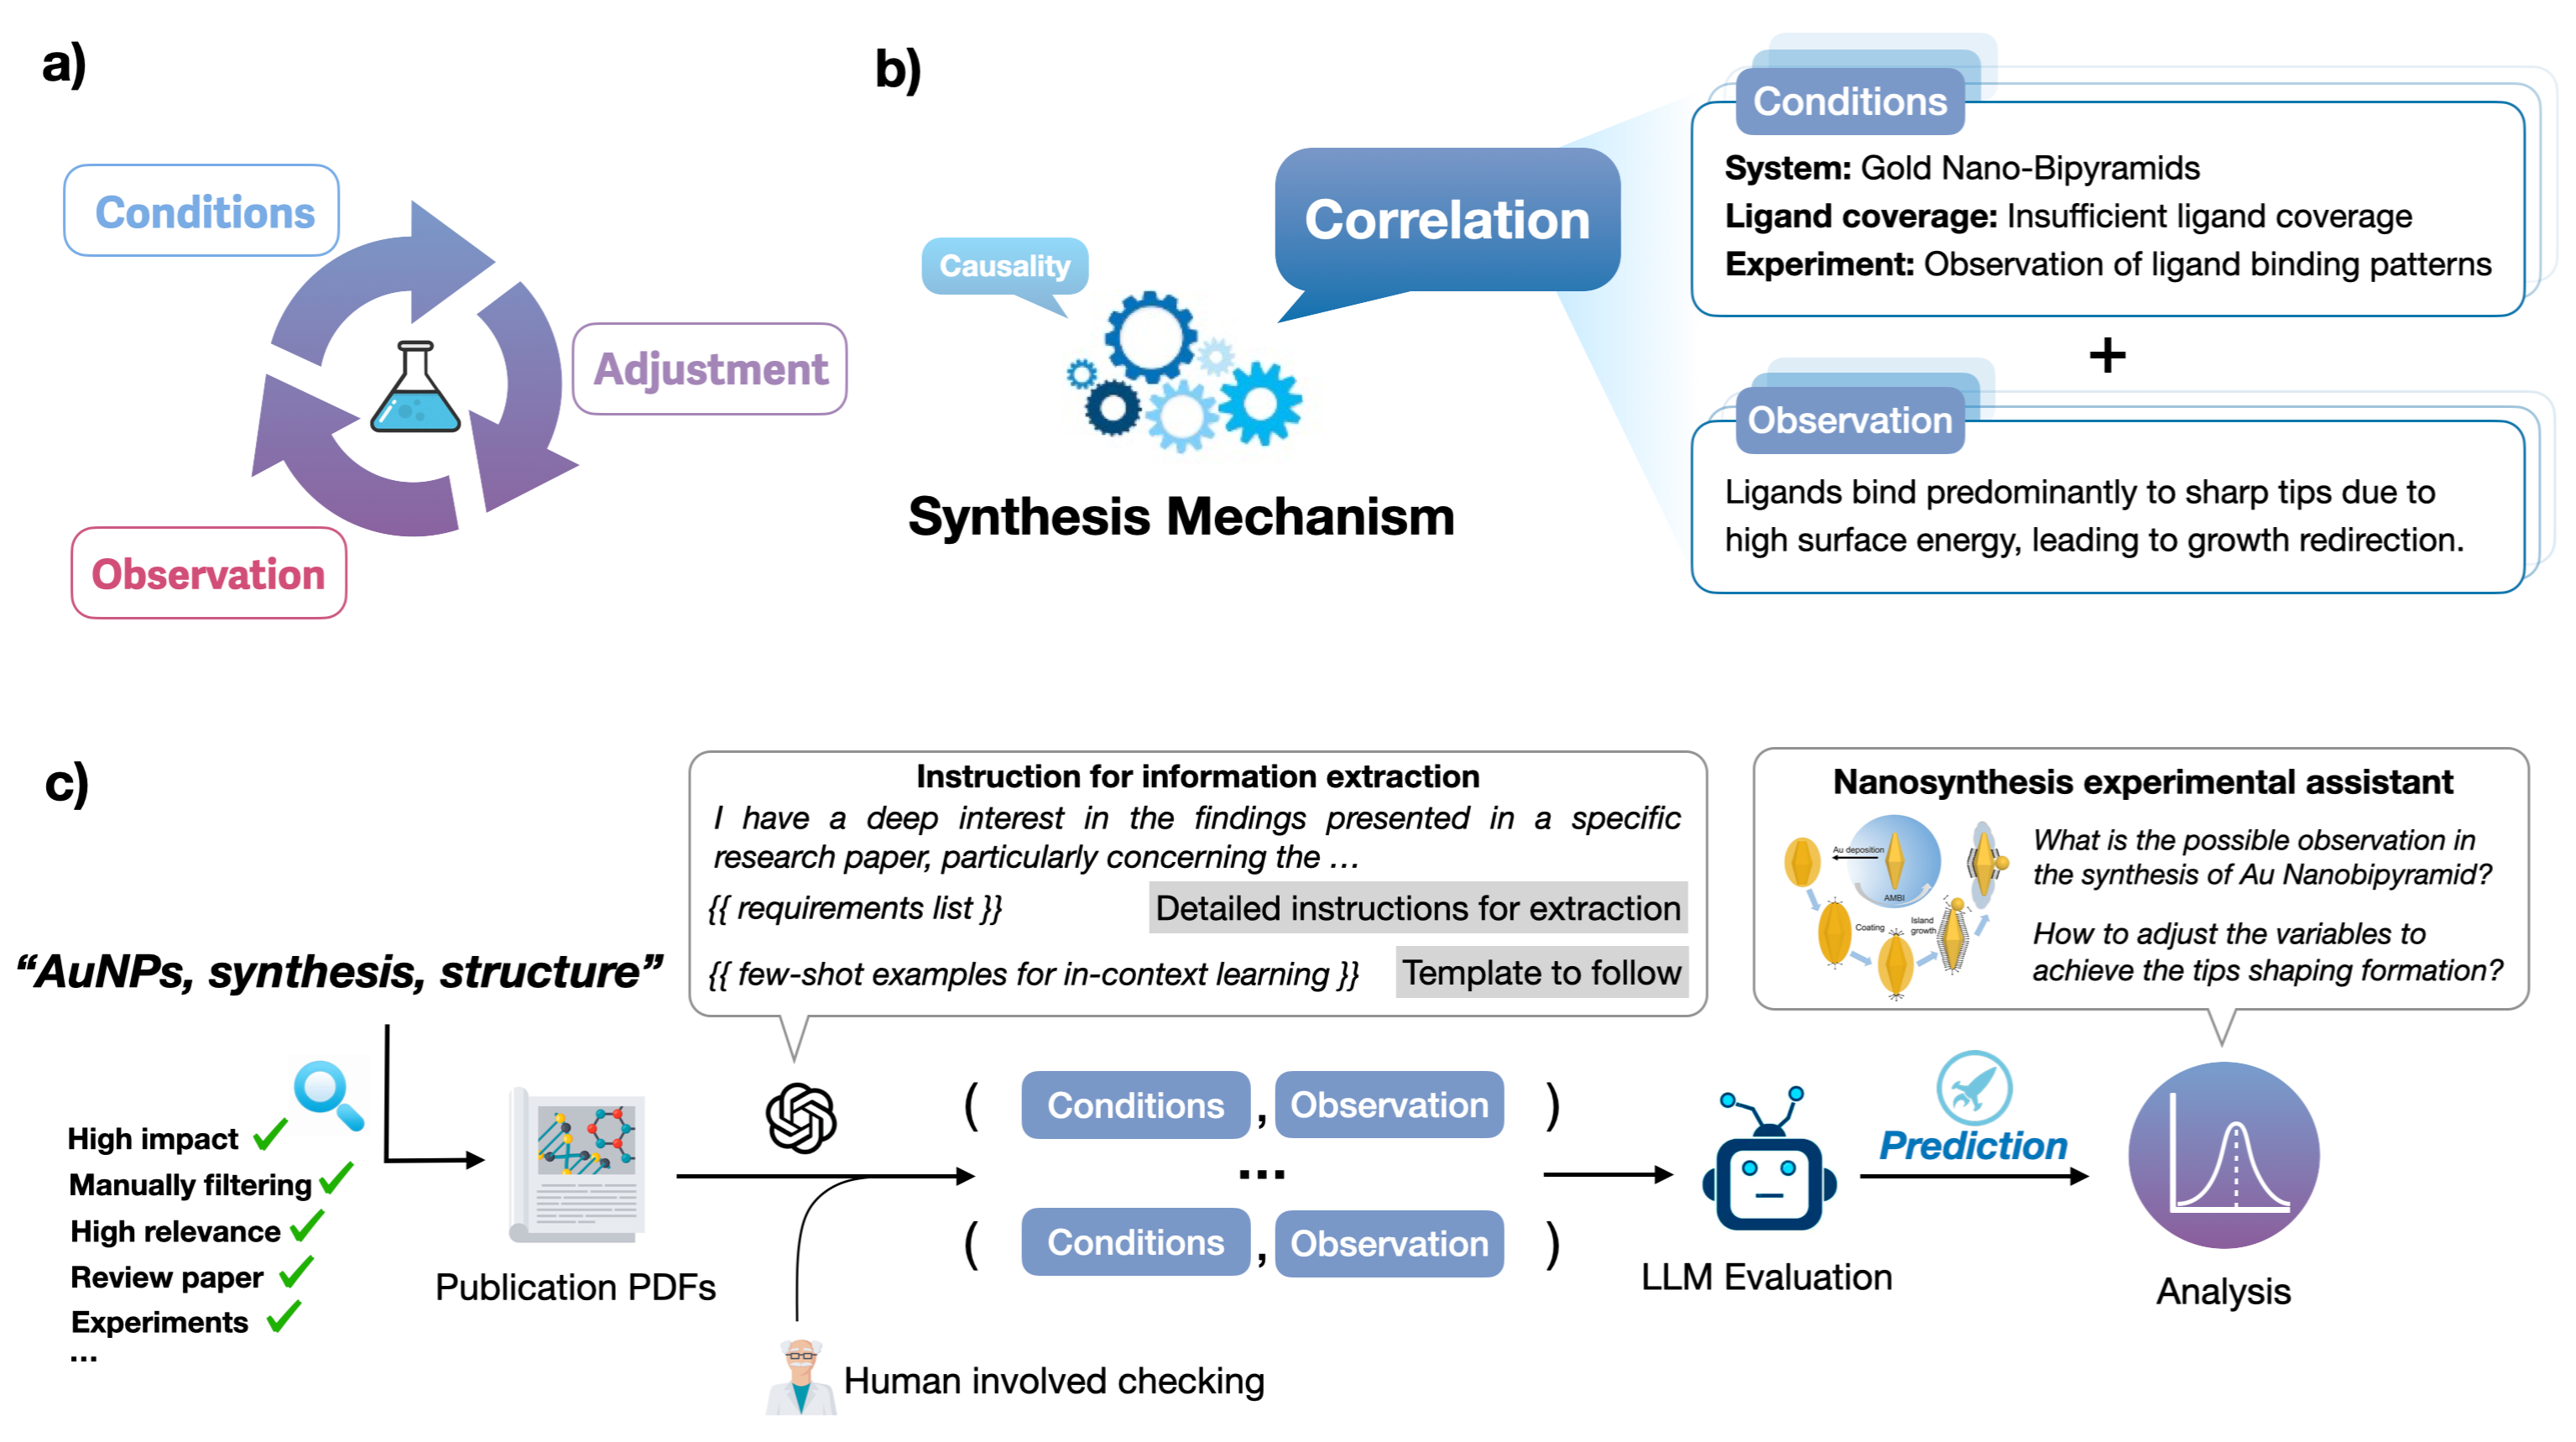 a)
Conditions
Adjustment
Observation
b)
Causality
Correlation
Synthesis Mechanism
Conditions
System: Gold Nano-Bipyramids
Ligand coverage: Insufficient ligand coverage
Experiment: Observation of ligand binding patterns
+
Observation
Ligands bind predominantly to sharp tips due to
high surface energy, leading to growth redirection.
c)
“AuNPs, synthesis, structure”
High impact
Manually filtering
High relevance
Review paper
Experiments
...
Publication PDFs
Instruction for information extraction
I have a deep interest in the findings presented in a specific
research paper, particularly concerning the …
{{ requirements list }}
Detailed instructions for extraction
{{ few-shot examples for in-context learning }}
Template to follow
Human involved checking
( Conditions , Observation )
...
( Conditions , Observation )
LLM Evaluation
Prediction
Nanosynthesis experimental assistant
Au deposition
AMBI
Coating
Island
growth
What is the possible observation in
the synthesis of Au Nanobipyramid?
How to adjust the variables to
achieve the tips shaping formation?
Analysis